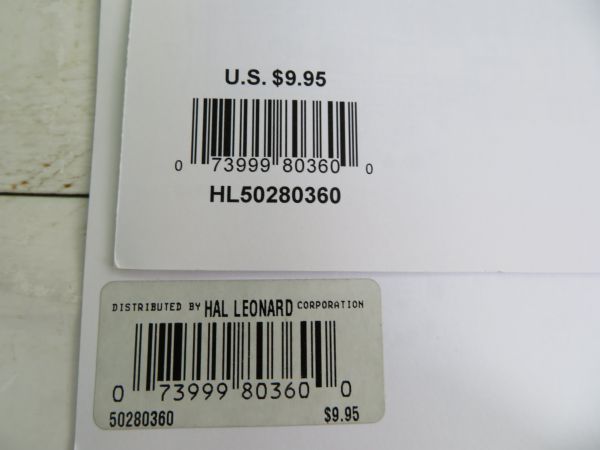 U.S. $9.95
0 73999 80360 0
HL50280360
DISTRIBUTED BY HAL LEONARD CORPORATION
0 73999 80360 0
50280360 $9.95